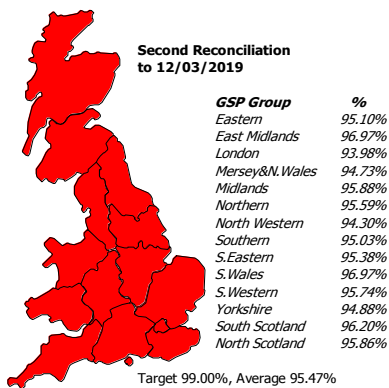 Second Reconciliation
to 12/03/2019
GSP Group %
Eastern 95.10%
East Midlands 96.97%
London 93.98%
Mersey&N.Wales 94.73%
Midlands 95.88%
Northern 95.59%
North Western 94.30%
Southern 95.03%
S.Eastern 95.38%
S.Wales 96.97%
S.Western 95.74%
Yorkshire 94.88%
South Scotland 96.20%
North Scotland 95.86%
Target 99.00%, Average 95.47%